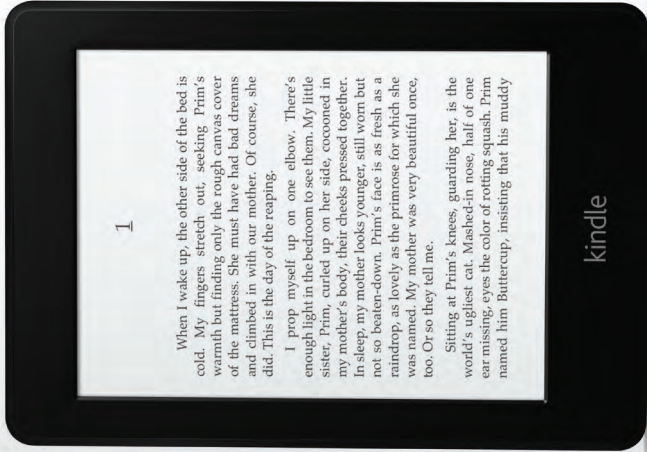 1
When I wake up, the other side of the bed is
cold. My fingers stretch out, seeking Prim's
warmth but finding only the rough canvas cover
of the mattress. She must have had bad dreams
and climbed in with our mother. Of course, she
did. This is the day of the reaping.
I prop myself up on one elbow. There's
enough light in the bedroom to see them. My little
sister, Prim, curled up on her side, cocooned in
my mother's body, their cheeks pressed together.
In sleep, my mother looks younger, still worn but
not so beaten-down. Prim's face is as fresh as a
raindrop, as lovely as the primrose for which she
was named. My mother was very beautiful once,
too. Or so they tell me.
Sitting at Prim's knees, guarding her, is the
world's ugliest cat. Mashed-in nose, half of one
ear missing, eyes the color of rotting squash. Prim
named him Buttercup, insisting that his muddy
kindle